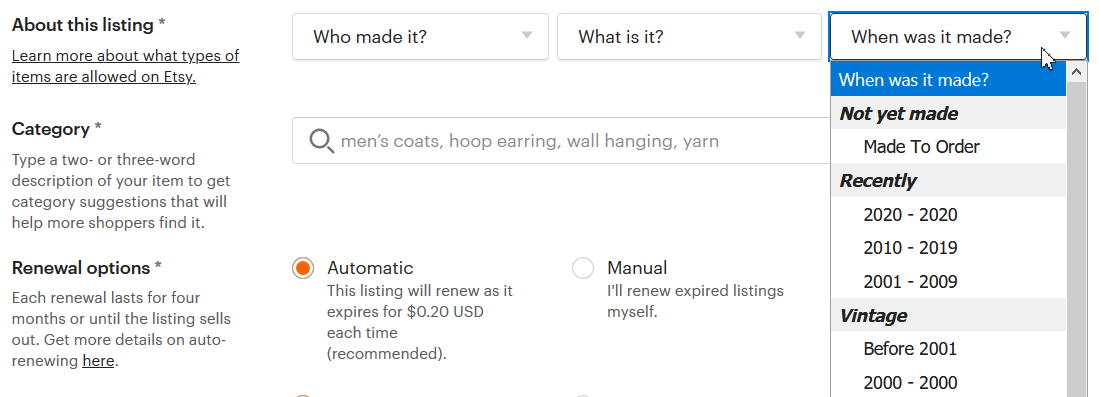 About this listing *
Learn more about what types of
items are allowed on Etsy.
Who made it?
What is it?
When was it made?
When was it made?
Not yet made
Made To Order
Recently
2020 - 2020
2010 - 2019
2001 - 2009
Vintage
Before 2001
2000 - 2000
Category *
Type a two- or three-word
description of your item to get
category suggestions that will
help more shoppers find it.
men's coats, hoop earring, wall hanging, yarn
Renewal options *
Each renewal lasts for four
months or until the listing sells
out. Get more details on auto-
renewing here.
Automatic
This listing will renew as it
expires for $0.20 USD
each time
(recommended).
Manual
I'll renew expired listings
myself.